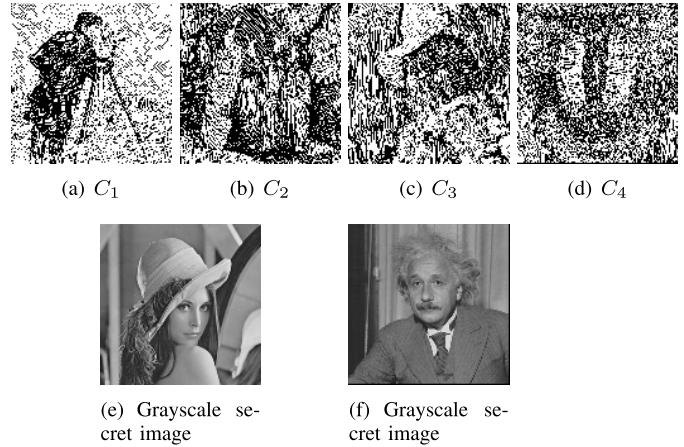 (a) C₁
(b) C₂
(c) C₃
(d) C₄
(e) Grayscale se-
cret image
(f) Grayscale se-
cret image